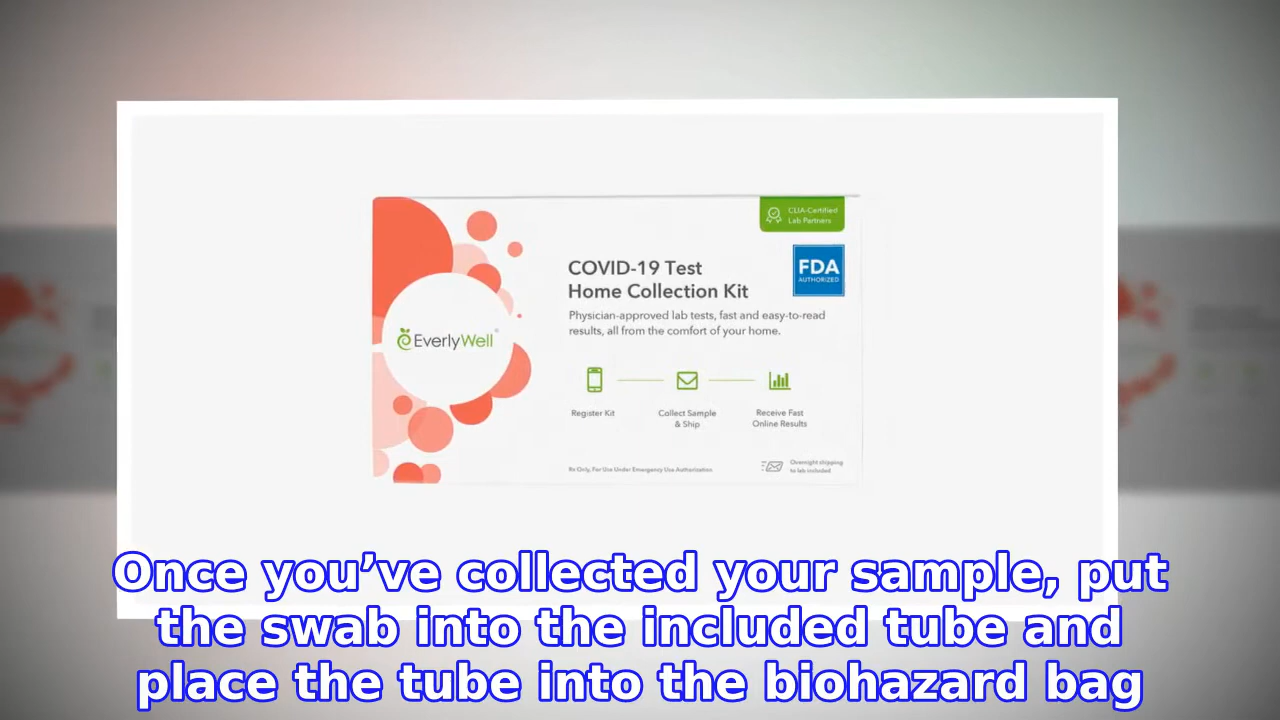 CLIA-Certified
Lab Partners
FDA
AUTHORIZED
COVID-19 Test
Home Collection Kit
Physician-approved lab tests, fast and easy-to-read
results, all from the comfort of your home.
EverlyWell®
Register Kit
Collect Sample
& Ship
Receive Fast
Online Results
Rx Only, For Use Under Emergency Use Authorization
Overnight shipping
to lab included
Once you’ve collected your sample, put
the swab into the included tube and
place the tube into the biohazard bag